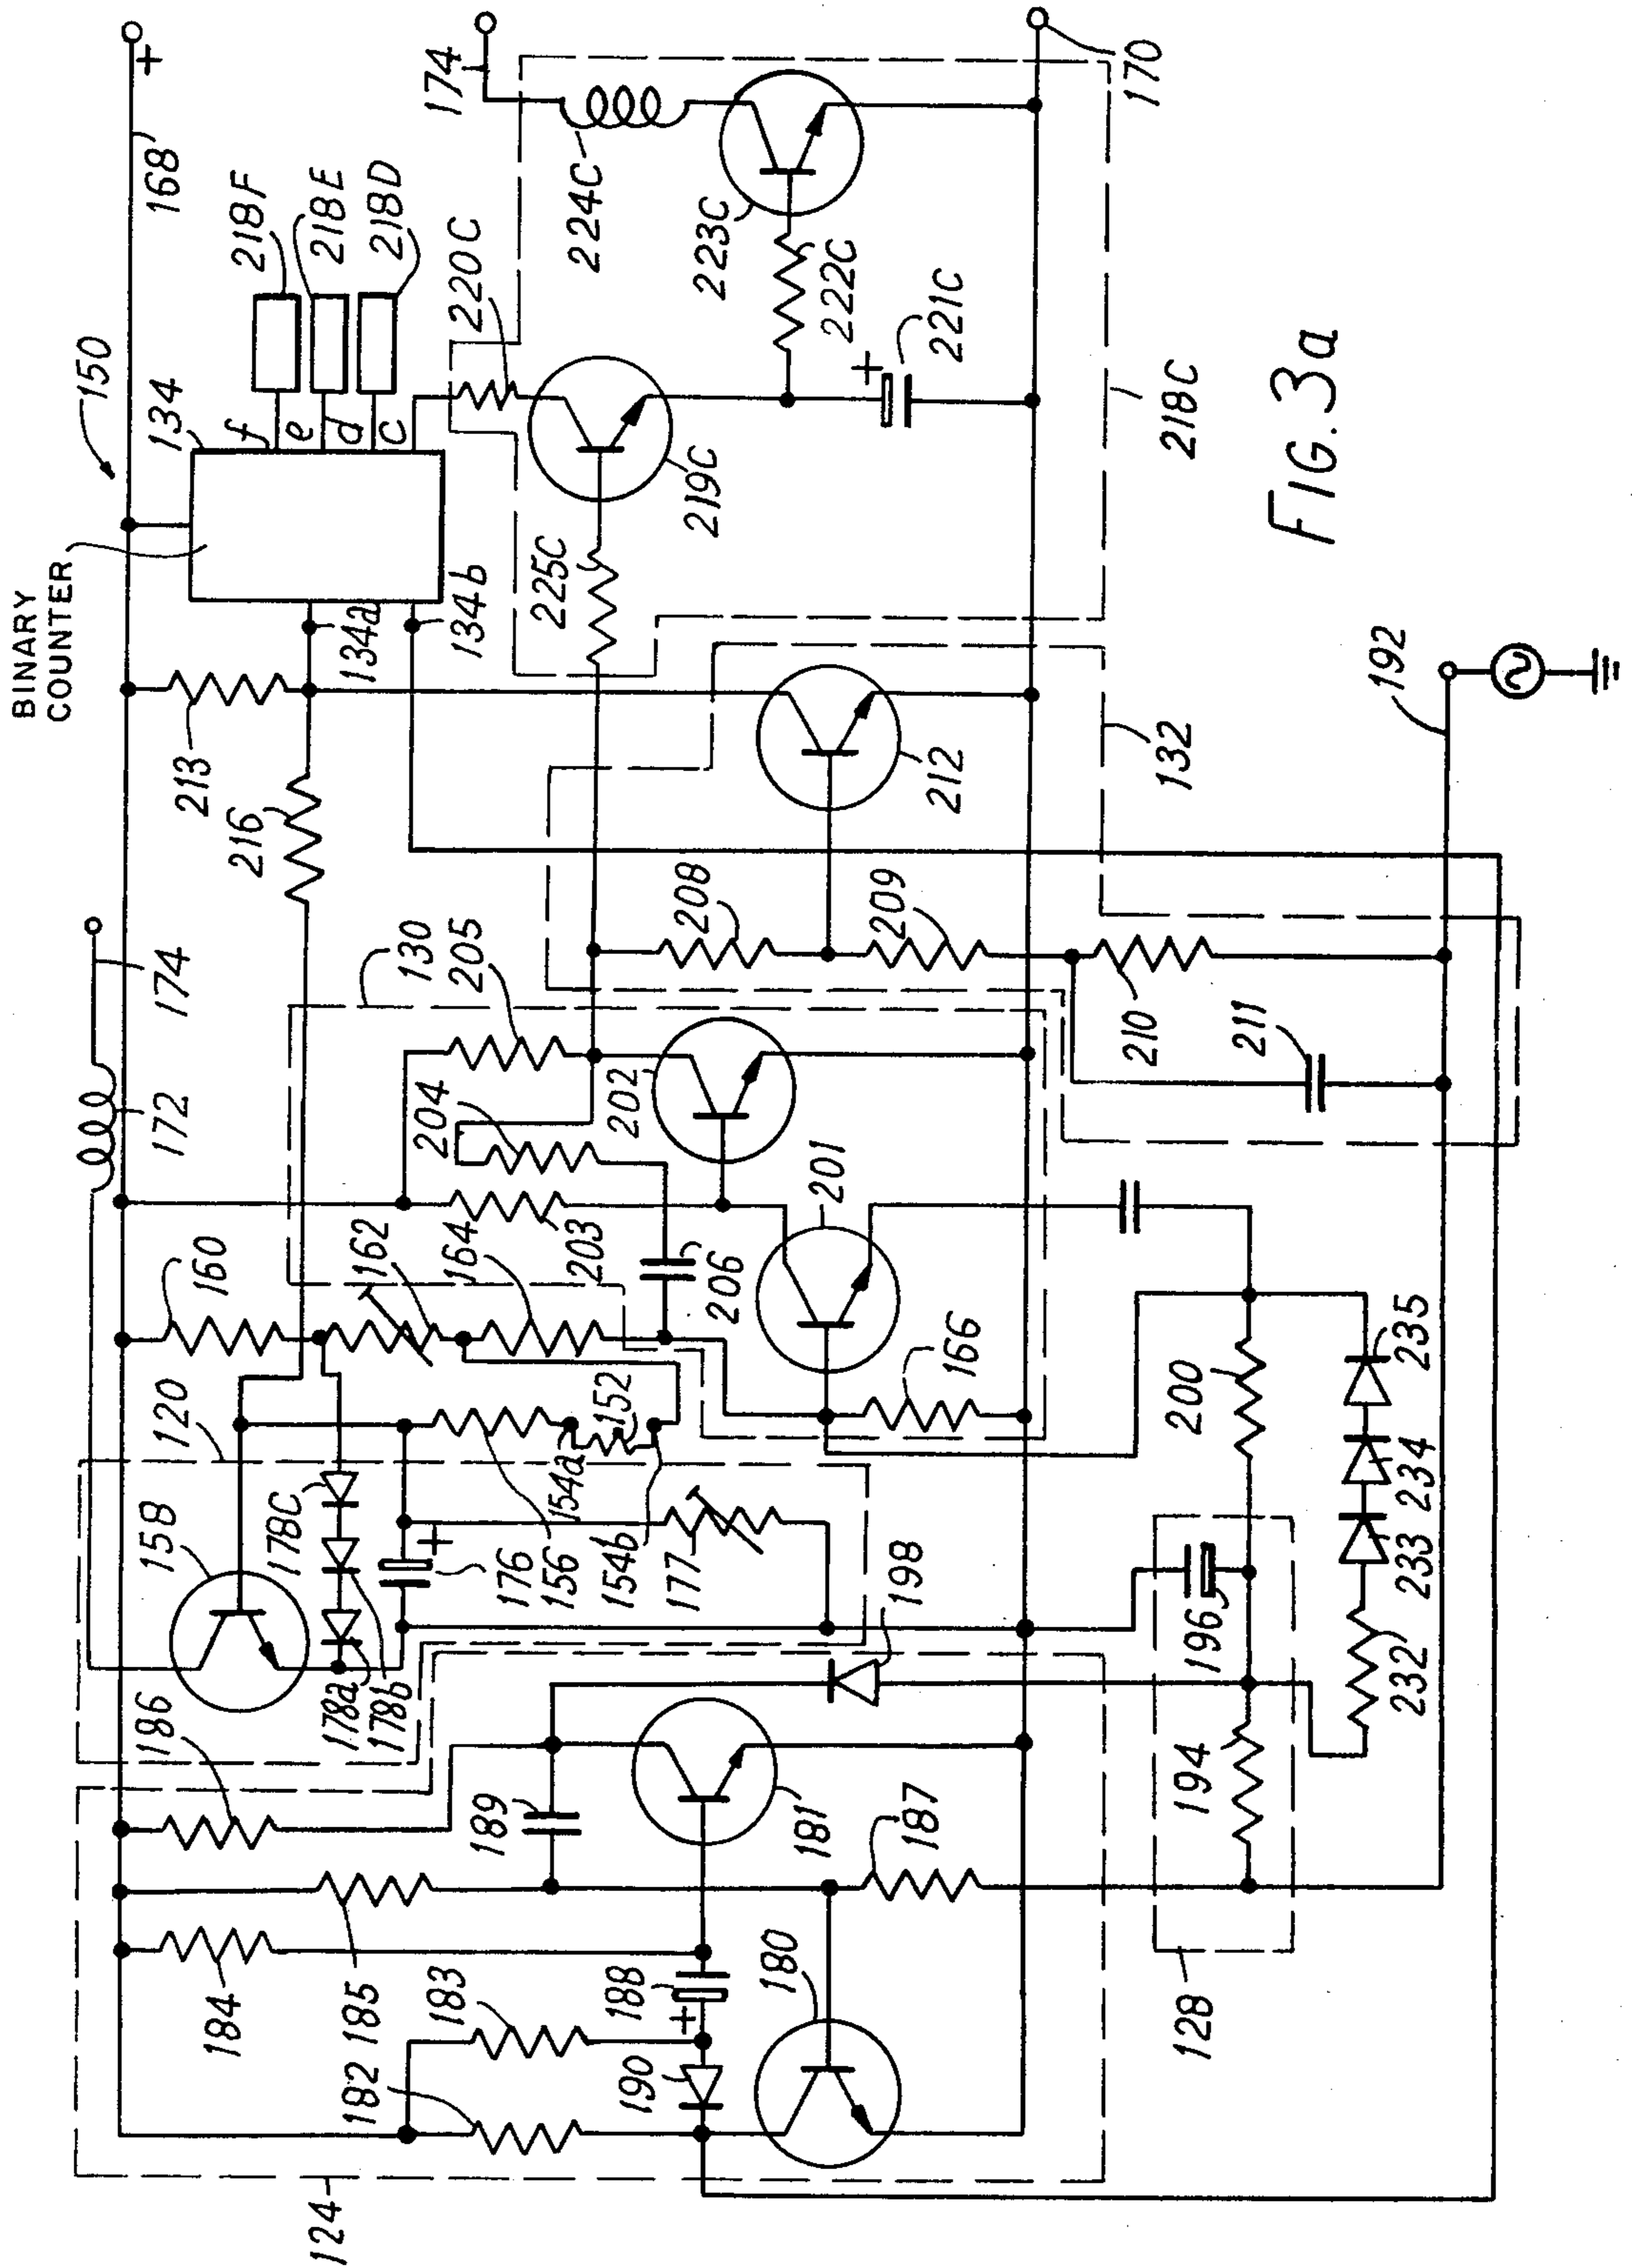 BINARY
COUNTER
150
134
168
+
174
172
174
213
216
134a
134b
f
e
d
c
218F
218E
218D
220C
224C
223C
222C
221C
+
225C
219C
218C
170
FIG. 3a
120
160
130
205
204
202
162
164
203
206
201
208
209
212
132
210
211
192
158
178C
178a
178b
+
176
156
154a
152
154b
177
166
198
186
189
181
187
184
185
183
182
188
+
190
180
124
128
194
196
200
232
233
234
235